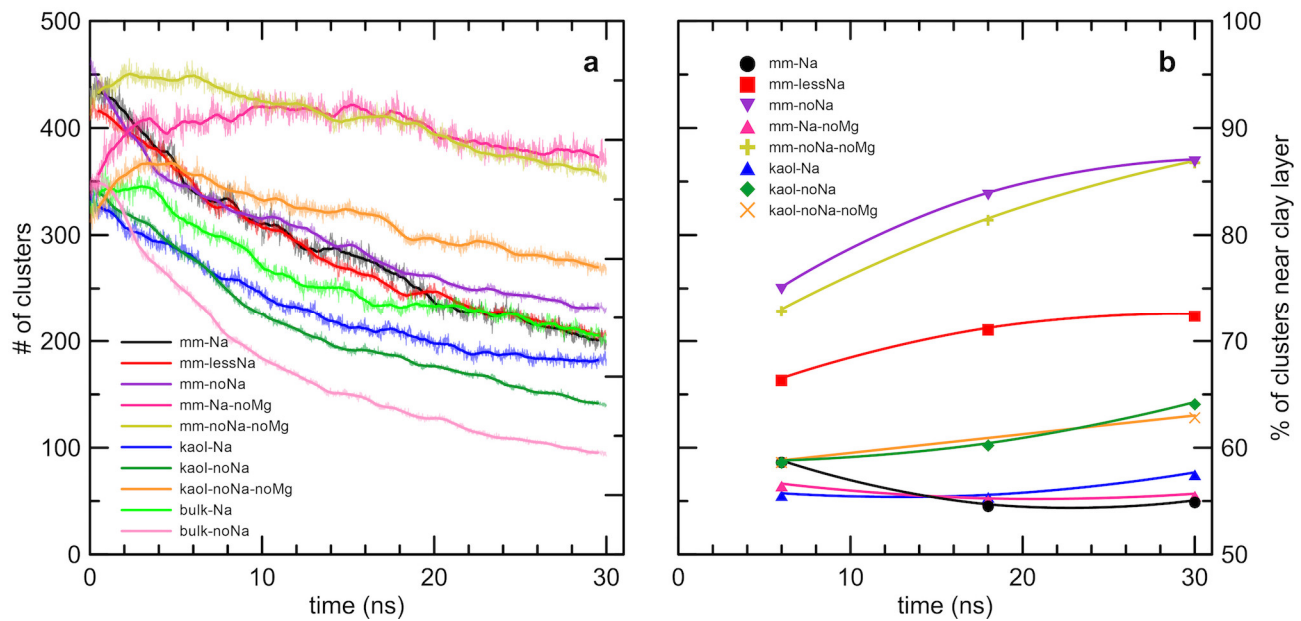 500
400
300
200
100
0
# of clusters
a
mm-Na
mm-lessNa
mm-noNa
mm-Na-noMg
mm-noNa-noMg
kaol-Na
kaol-noNa
kaol-noNa-noMg
bulk-Na
bulk-noNa
0 10 20 30
time (ns)
b
mm-Na
mm-lessNa
mm-noNa
mm-Na-noMg
mm-noNa-noMg
kaol-Na
kaol-noNa
kaol-noNa-noMg
100
90
80
70
60
50
% of clusters near clay layer
0 10 20 30
time (ns)